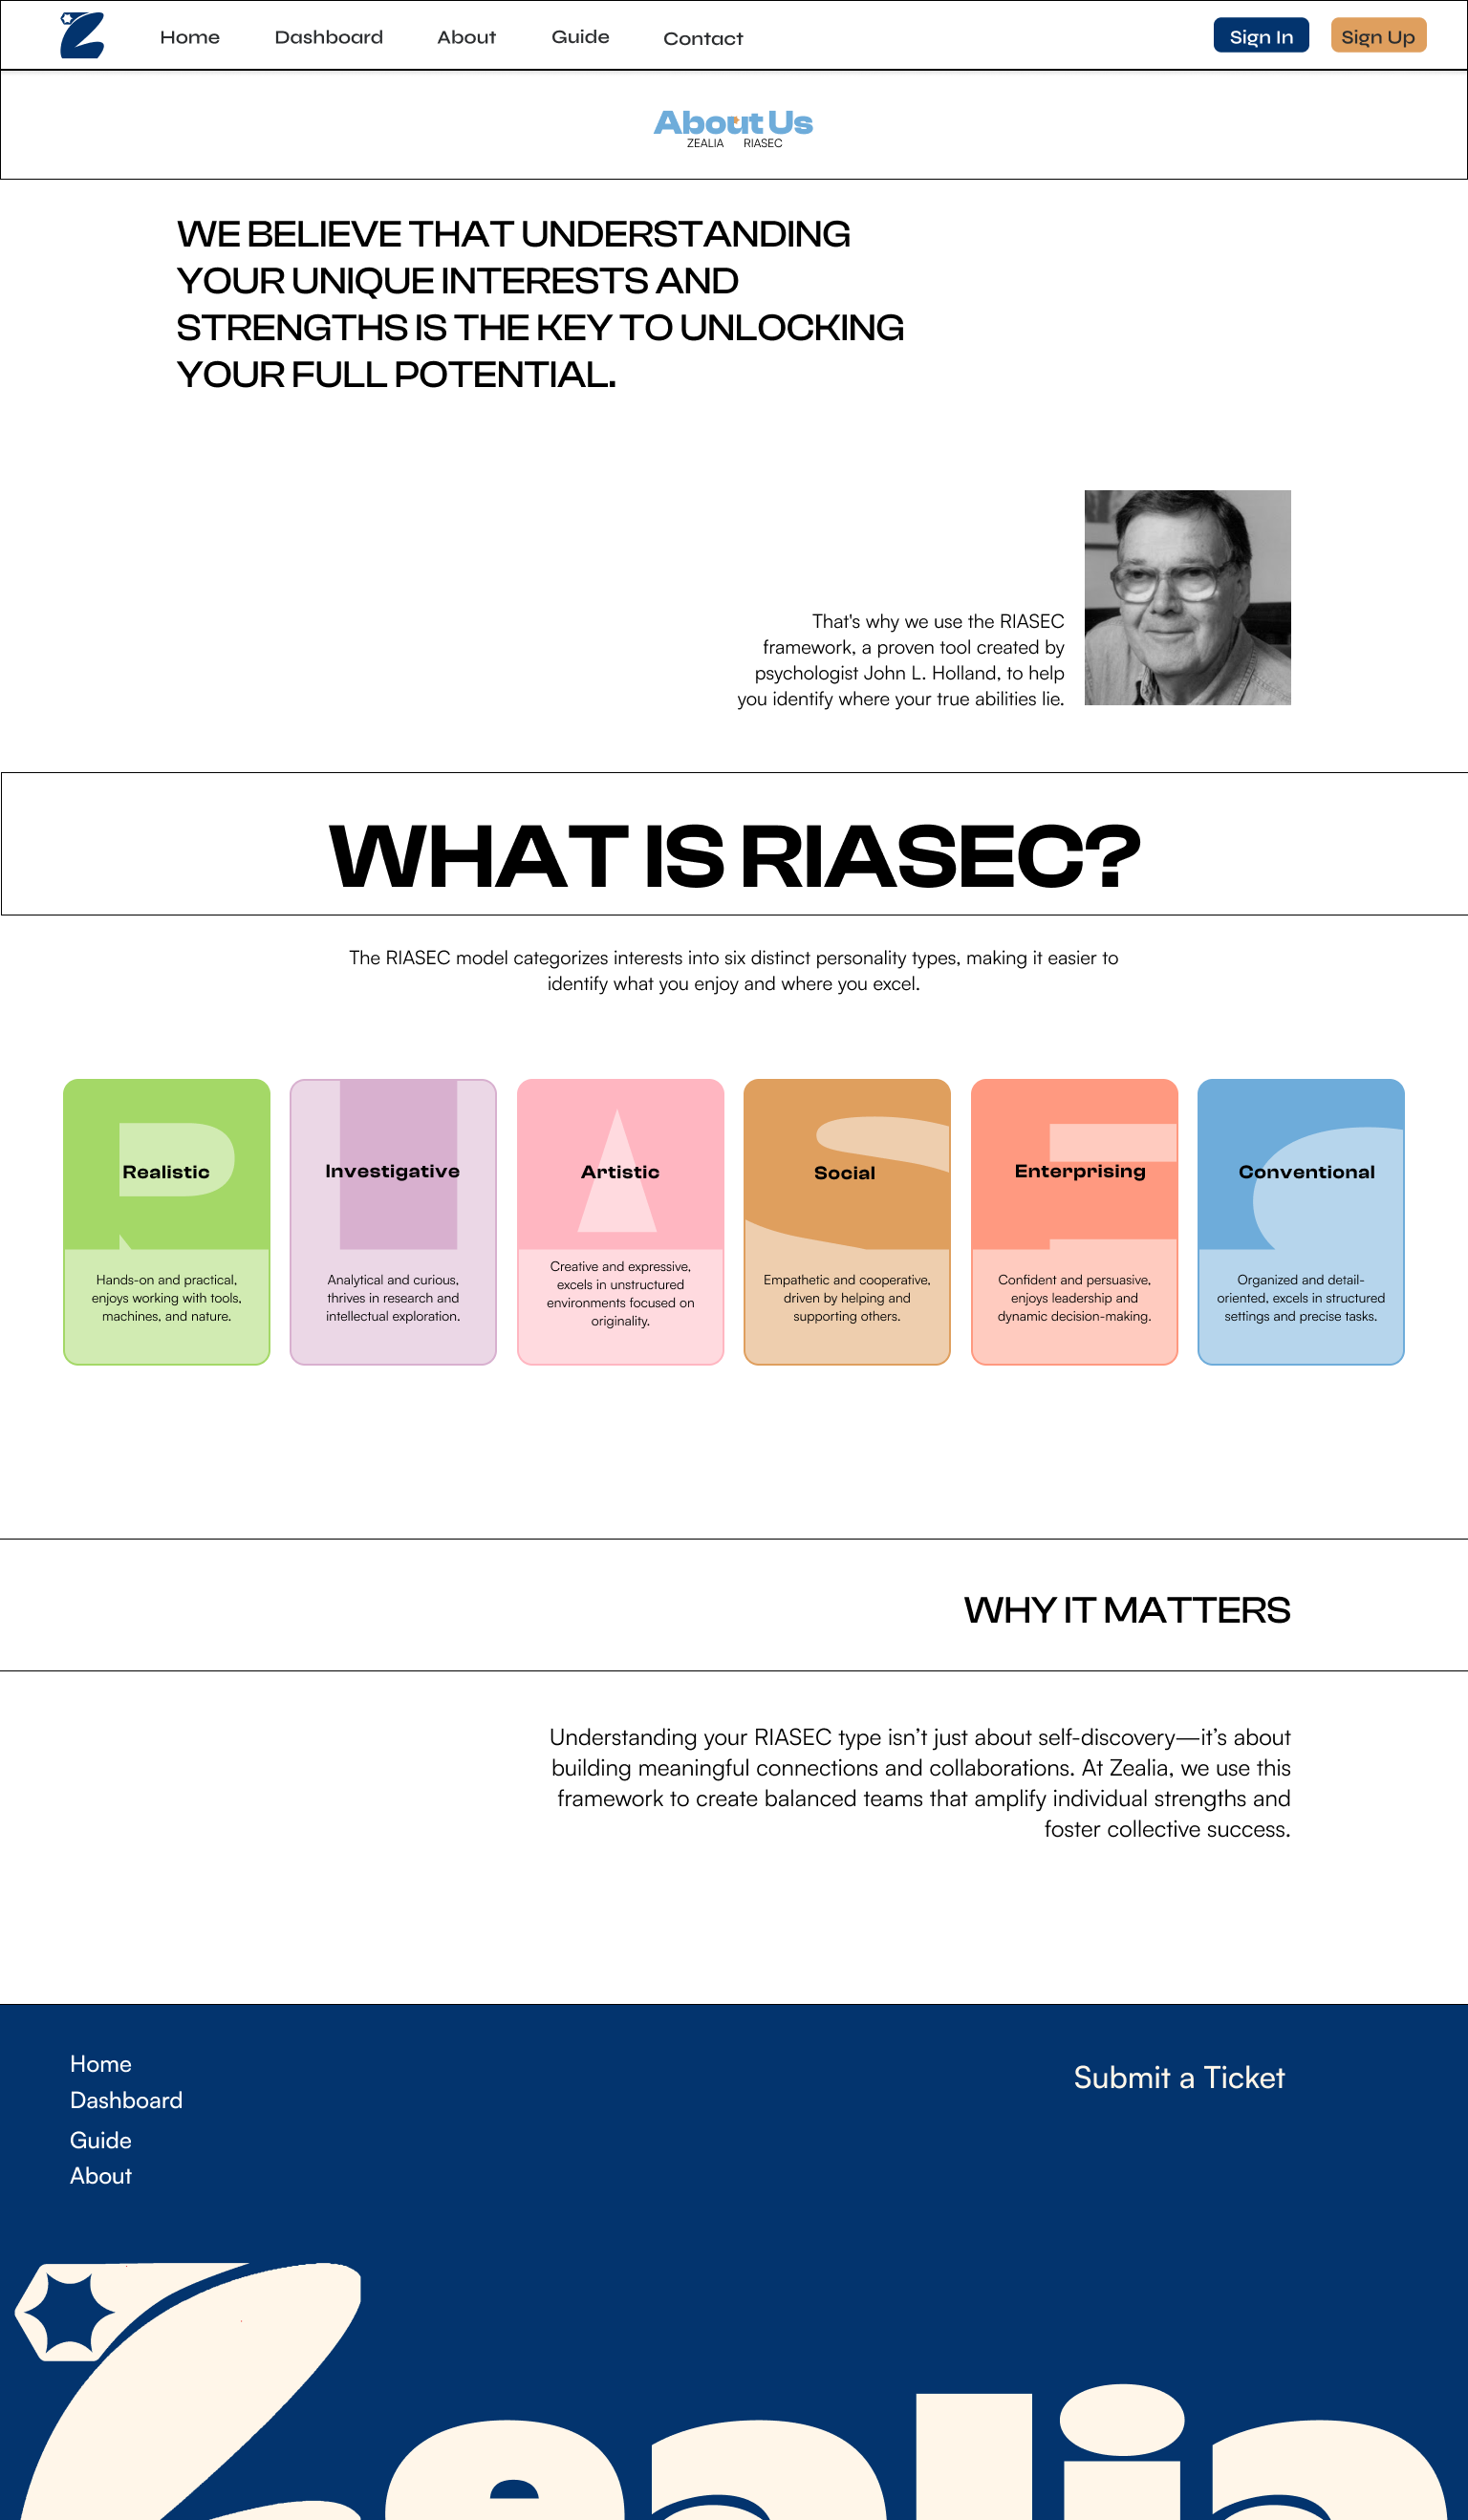 Home
Dashboard
About
Guide
Contact
Sign In
Sign Up
About Us
ZEALIA
RIASEC
WE BELIEVE THAT UNDERSTANDING
YOUR UNIQUE INTERESTS AND
STRENGTHS IS THE KEY TO UNLOCKING
YOUR FULL POTENTIAL.
That's why we use the RIASEC
framework, a proven tool created by
psychologist John L. Holland, to help
you identify where your true abilities lie.
WHAT IS RIASEC?
The RIASEC model categorizes interests into six distinct personality types, making it easier to
identify what you enjoy and where you excel.
Realistic
Hands-on and practical,
enjoys working with tools,
machines, and nature.
Investigative
Analytical and curious,
thrives in research and
intellectual exploration.
Artistic
Creative and expressive,
excels in unstructured
environments focused on
originality.
Social
Empathetic and cooperative,
driven by helping and
supporting others.
Enterprising
Confident and persuasive,
enjoys leadership and
dynamic decision-making.
Conventional
Organized and detail-
oriented, excels in structured
settings and precise tasks.
WHY IT MATTERS
Understanding your RIASEC type isn’t just about self-discovery—it’s about
building meaningful connections and collaborations. At Zealia, we use this
framework to create balanced teams that amplify individual strengths and
foster collective success.
Home
Dashboard
Guide
About
Submit a Ticket
Zealia